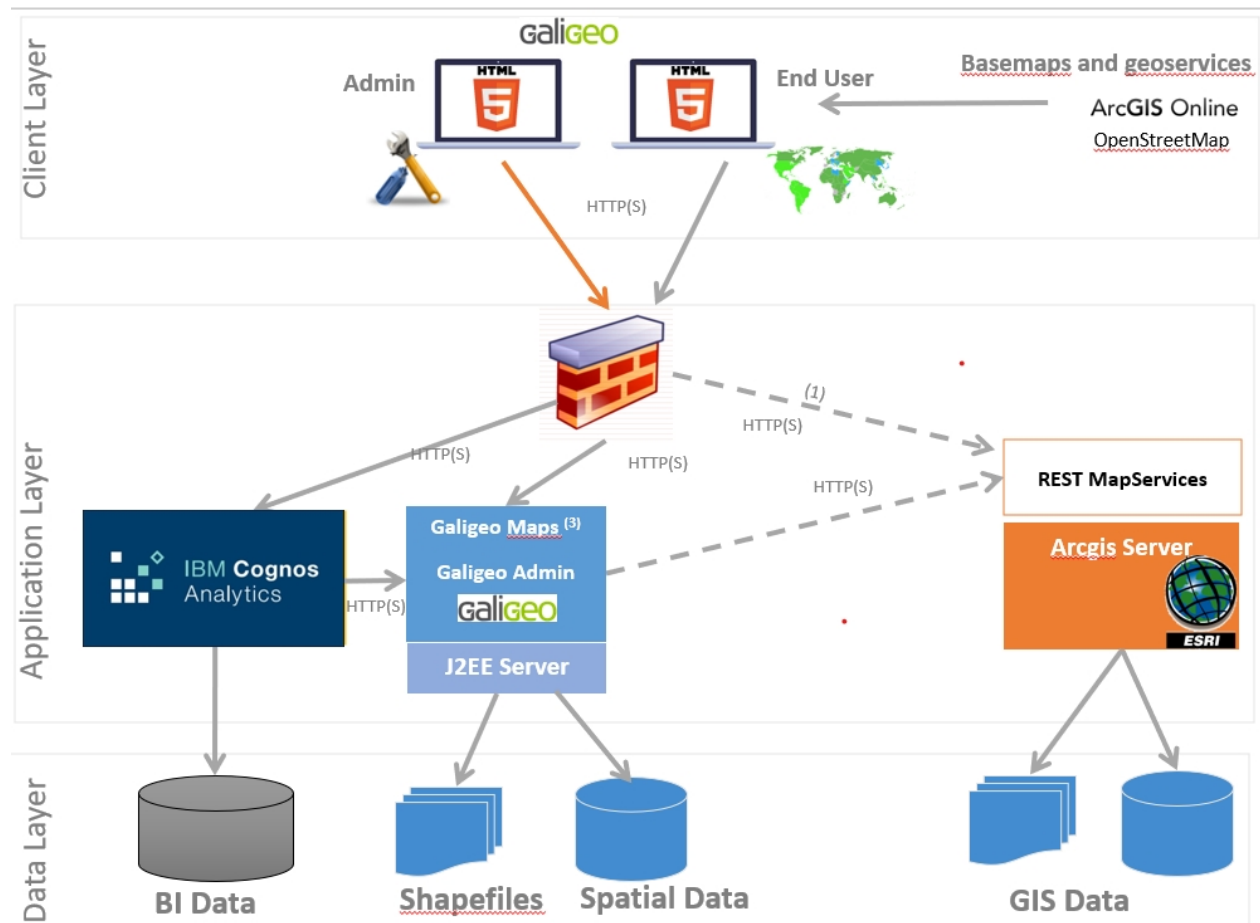 Client Layer
GaliGEO
Admin
HTML
5
HTML
5
End User
Basemaps and geoservices
ArcGIS Online
OpenStreetMap
HTTP(S)
Application Layer
(1)
HTTP(S)
HTTP(S)
HTTP(S)
HTTP(S)
REST MapServices
IBM Cognos
Analytics
HTTP(S)
Galigeo Maps (3)
Galigeo Admin
GaliGEO
J2EE Server
Arcgis Server
ESRI
Data Layer
BI Data
Shapefiles
Spatial Data
GIS Data